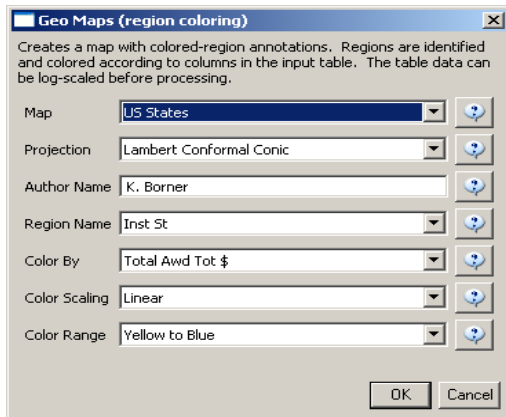 Geo Maps (region coloring)
Creates a map with colored-region annotations. Regions are identified
and colored according to columns in the input table. The table data can
be log-scaled before processing.
Map US States
Projection Lambert Conformal Conic
Author Name K. Borner
Region Name Inst St
Color By Total Awd Tot $
Color Scaling Linear
Color Range Yellow to Blue
OK Cancel